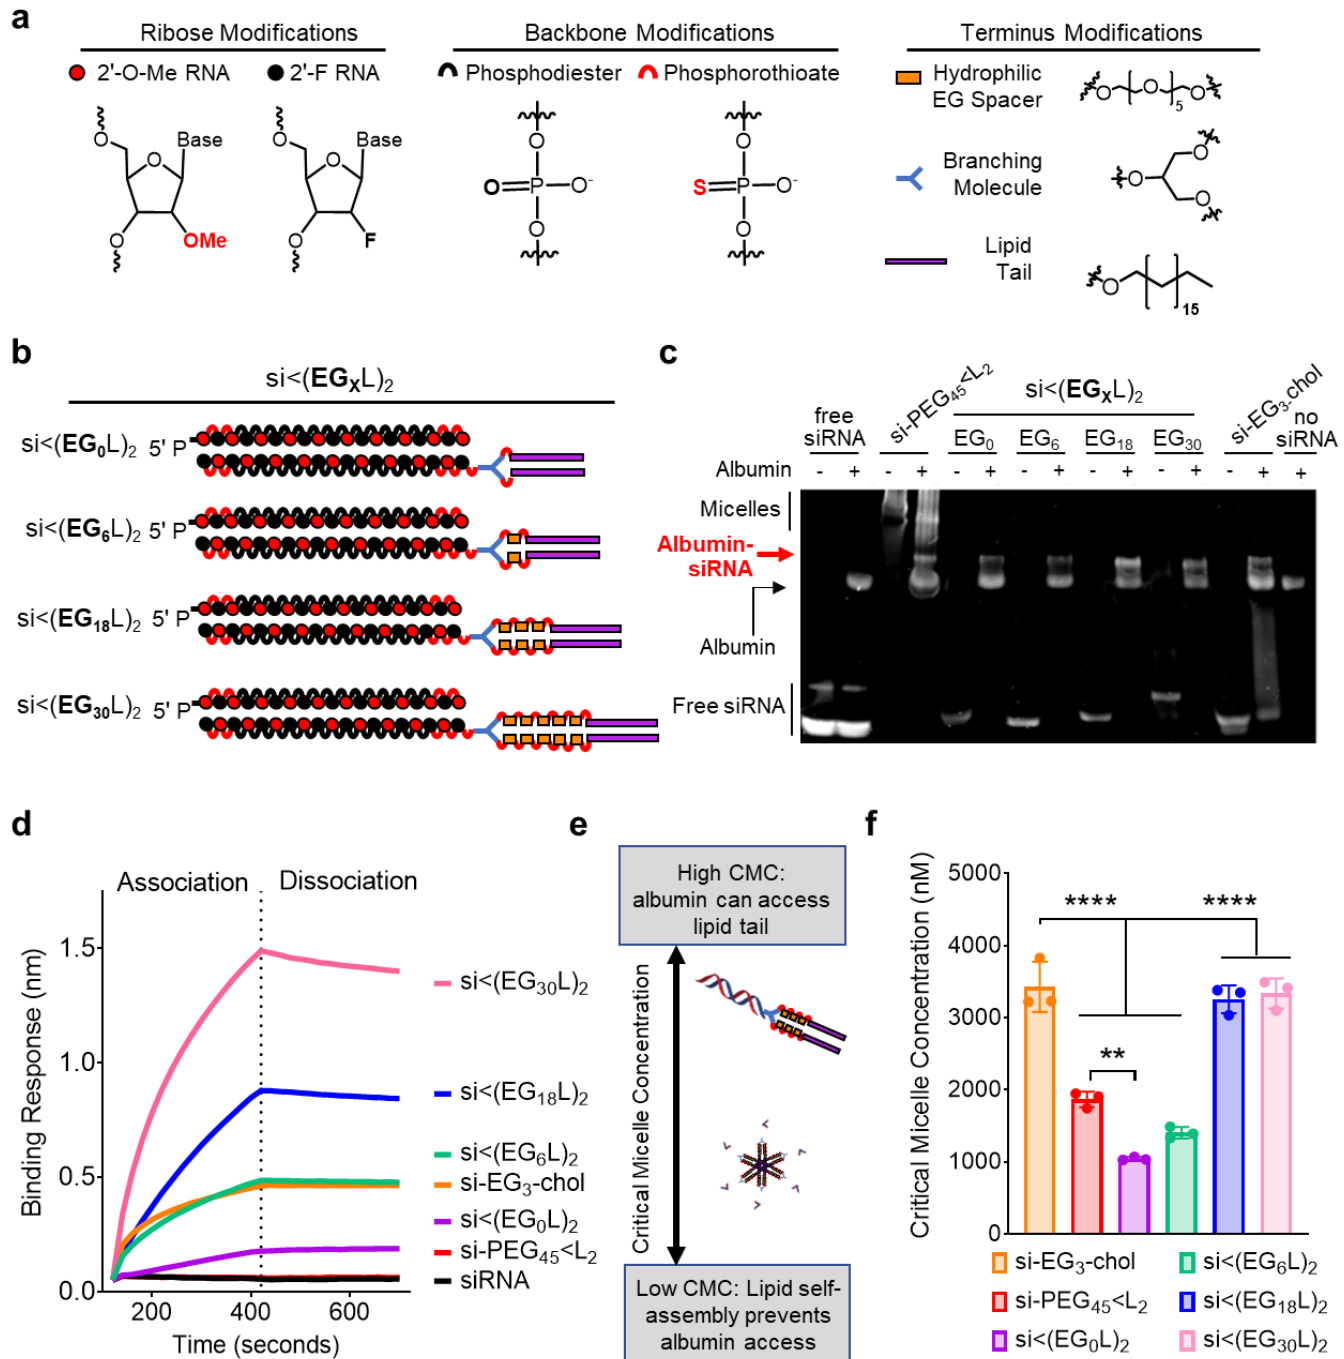 a
Ribose Modifications
2'-O-Me RNA
2'-F RNA
O
Base
O
O
OMe
O
Base
O
O
F
Backbone Modifications
Phosphodiester
Phosphorothioate
O
O=P-O⁻
O
O
S=P-O⁻
O
Terminus Modifications
Hydrophilic
EG Spacer
O
O
5
O
Branching
Molecule
O
O
O
Lipid
Tail
O
15
b
si<(EG_XL)₂
si<(EG₀L)₂ 5' P
si<(EG₆L)₂ 5' P
si<(EG₁₈L)₂ 5' P
si<(EG₃₀L)₂ 5' P
c
free
siRNA
si-PEG₄₅<L₂
si<(EG_XL)₂
EG₀
EG₆
EG₁₈
EG₃₀
si-EG₃-chol
no
siRNA
Albumin
- + - + - + - + - + - + - + +
Micelles
Albumin-
siRNA
Albumin
Free siRNA
d
Association
Dissociation
Binding Response (nm)
1.5
1.0
0.5
0.0
200
400
600
Time (seconds)
si<(EG₃₀L)₂
si<(EG₁₈L)₂
si<(EG₆L)₂
si-EG₃-chol
si<(EG₀L)₂
si-PEG₄₅<L₂
siRNA
e
High CMC:
albumin can access
lipid tail
Critical Micelle Concentration
Low CMC: Lipid self-
assembly prevents
albumin access
f
Critical Micelle Concentration (nM)
5000
4000
3000
2000
1000
0
****
****
**
si-EG₃-chol
si-PEG₄₅<L₂
si<(EG₀L)₂
si<(EG₆L)₂
si<(EG₁₈L)₂
si<(EG₃₀L)₂